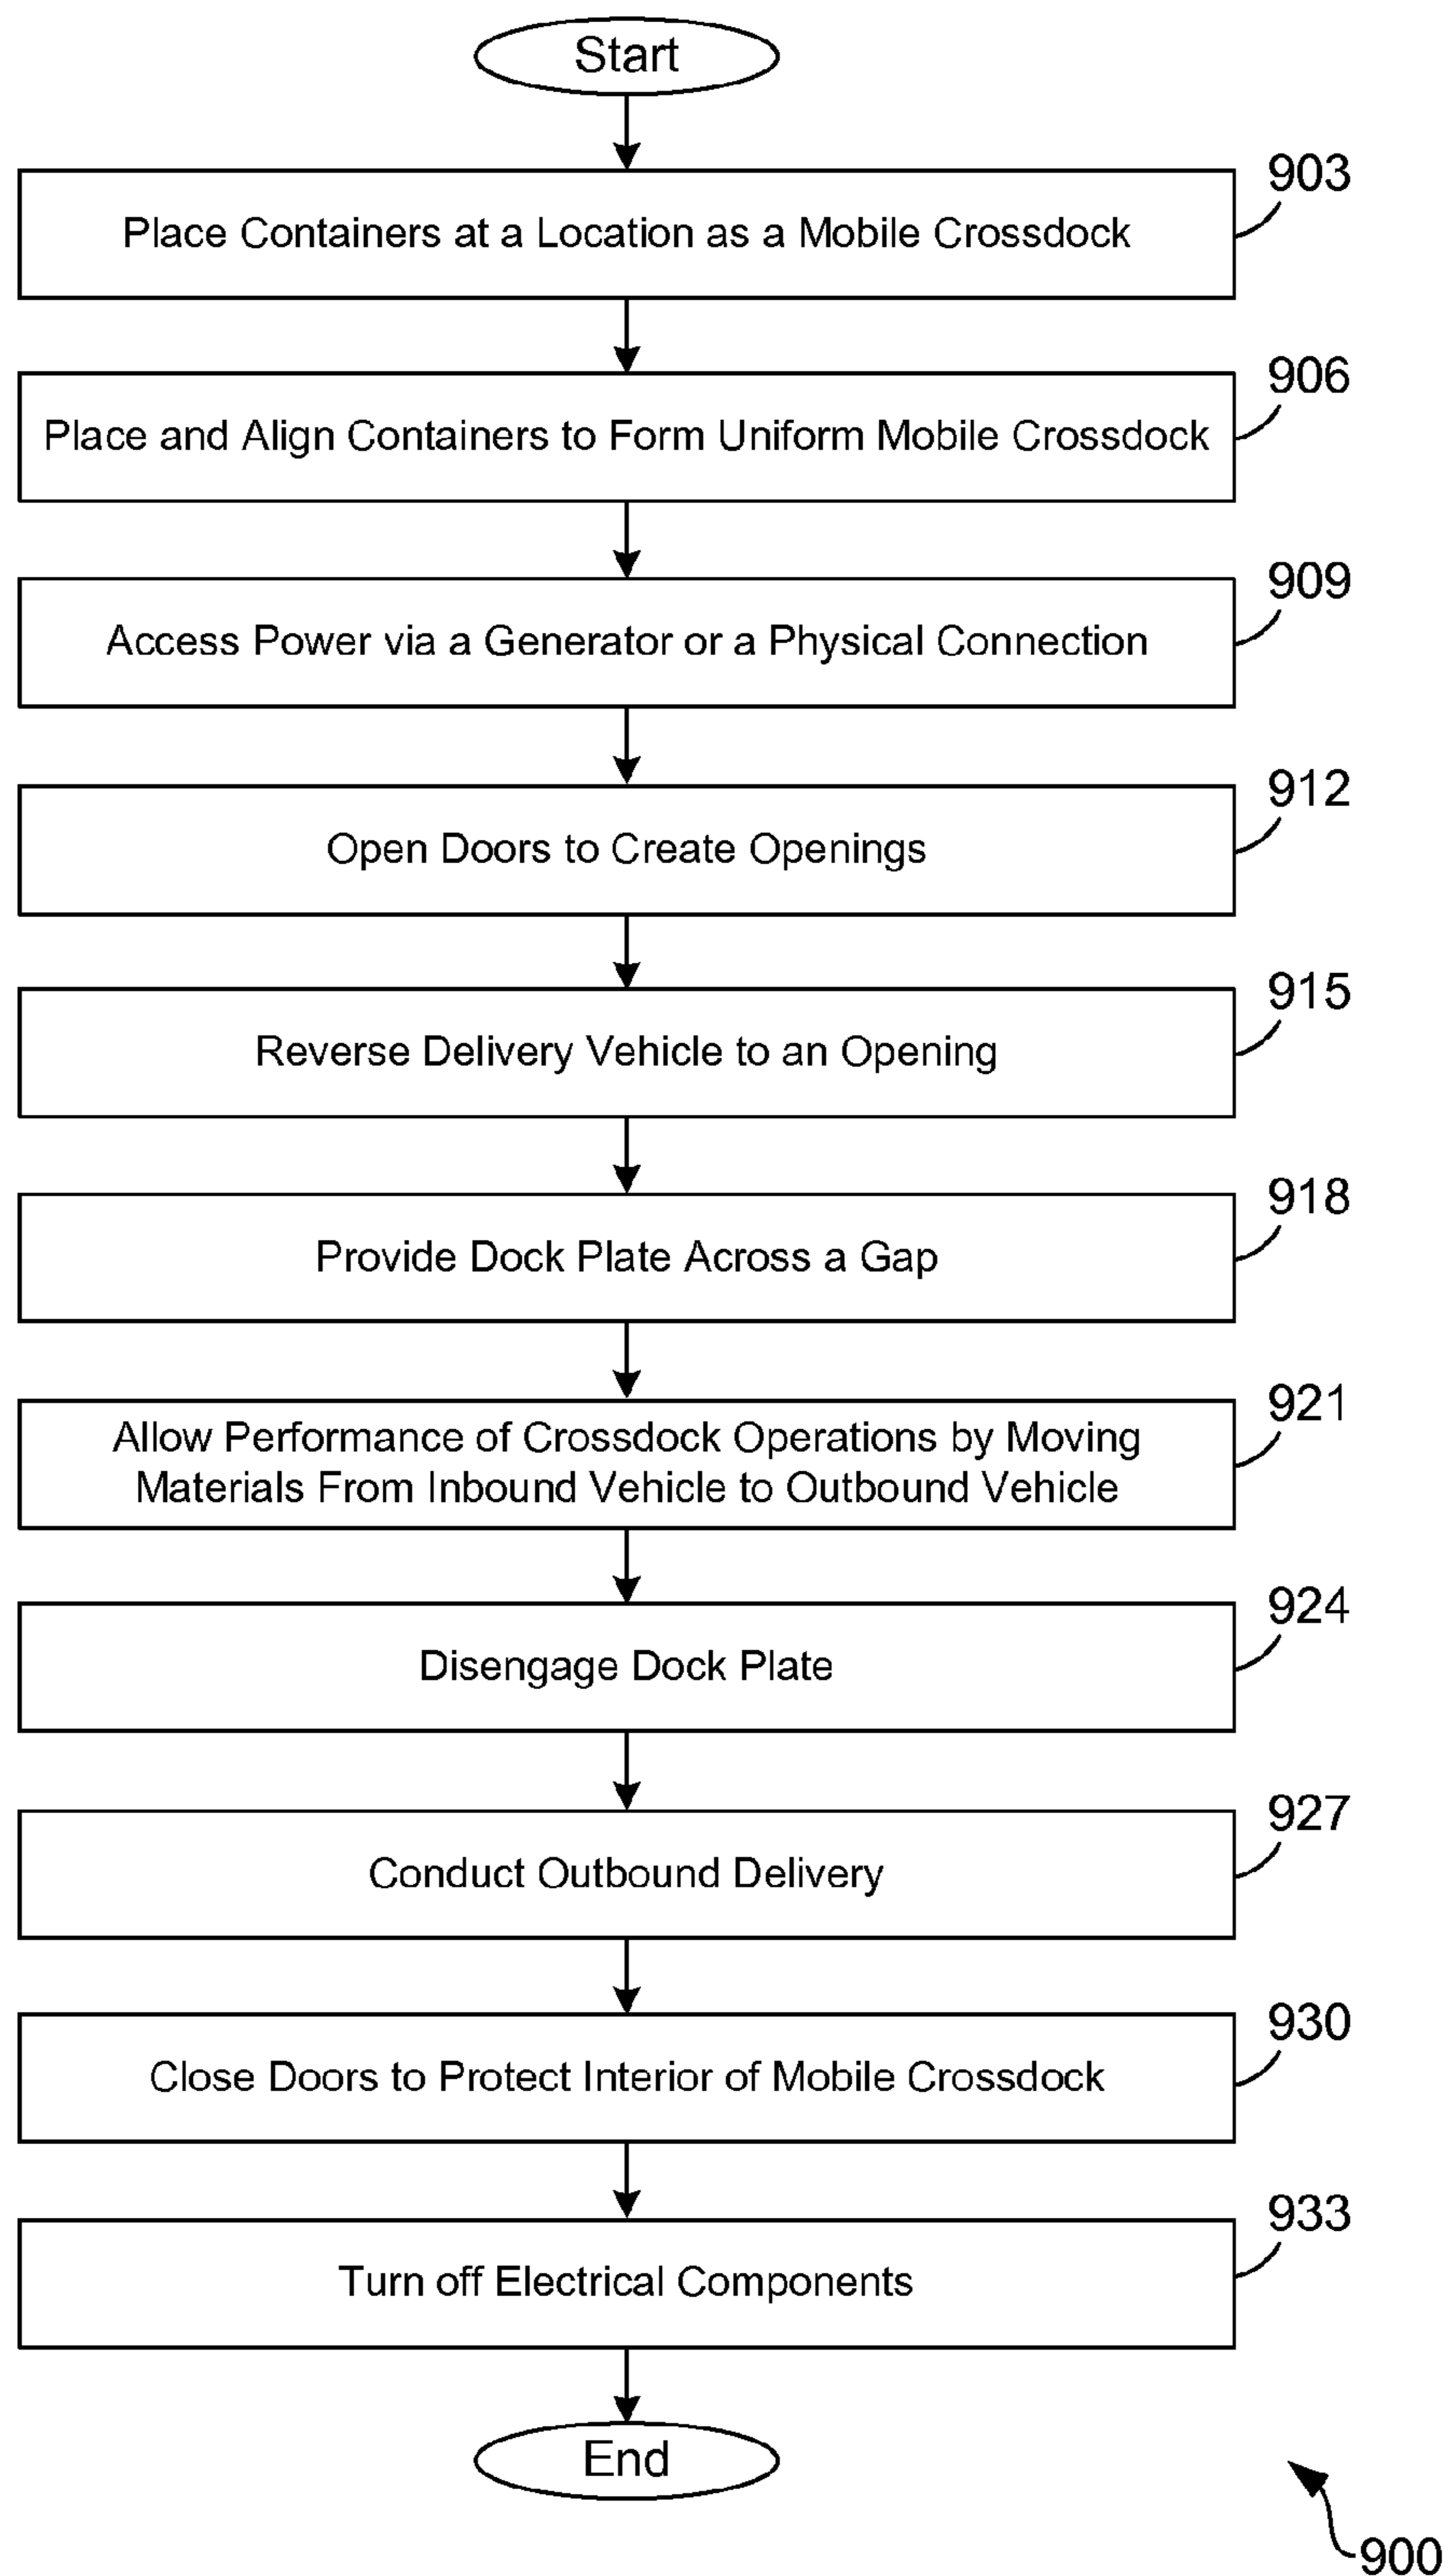 Start
903
Place Containers at a Location as a Mobile Crossdock
906
Place and Align Containers to Form Uniform Mobile Crossdock
909
Access Power via a Generator or a Physical Connection
912
Open Doors to Create Openings
915
Reverse Delivery Vehicle to an Opening
918
Provide Dock Plate Across a Gap
921
Allow Performance of Crossdock Operations by Moving
Materials From Inbound Vehicle to Outbound Vehicle
924
Disengage Dock Plate
927
Conduct Outbound Delivery
930
Close Doors to Protect Interior of Mobile Crossdock
933
Turn off Electrical Components
End
900